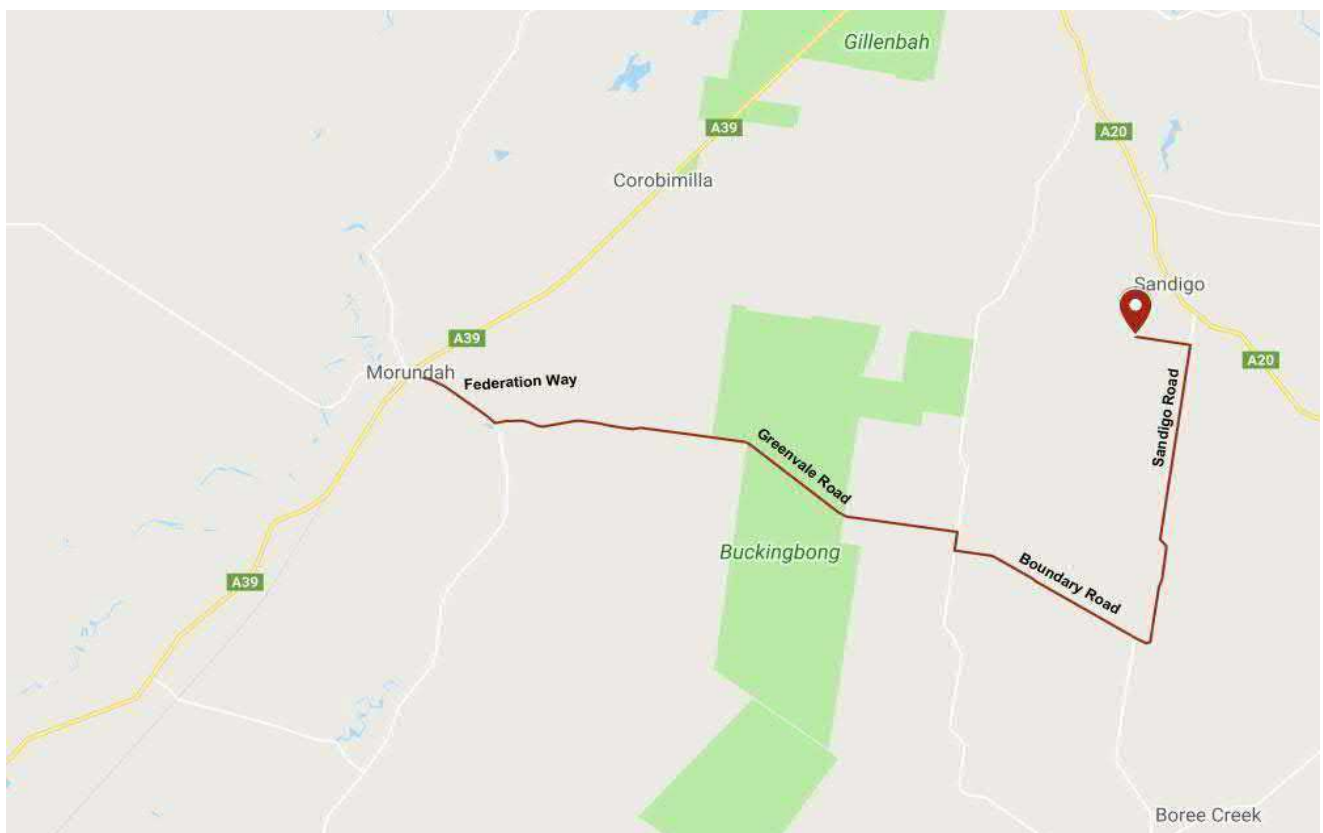 Gillenbah
A39
A20
Corobimilla
Sandigo
A39
A20
Morundah
Federation Way
Sandigo Road
Greenvale Road
Buckingbong
A39
Boundary Road
Boree Creek